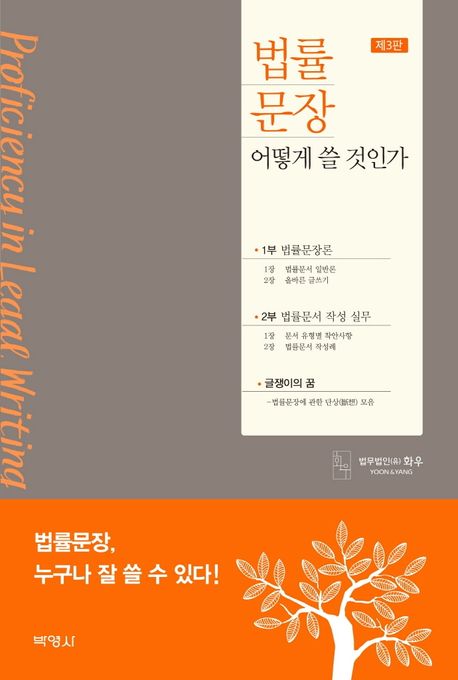 Proficiency in Legal Writing
법률
제3판
문장
어떻게 쓸 것인가
• 1부 법률문장론
1장 법률문서 일반론
2장 올바른 글쓰기
• 2부 법률문서 작성 실무
1장 문서 유형별 착안사항
2장 법률문서 작성례
• 글쟁이의 꿈
- 법률문장에 관한 단상(斷想) 모음
화우
법무법인(유) 화우
YOON & YANG
법률문장,
누구나 잘 쓸 수 있다!
박영사